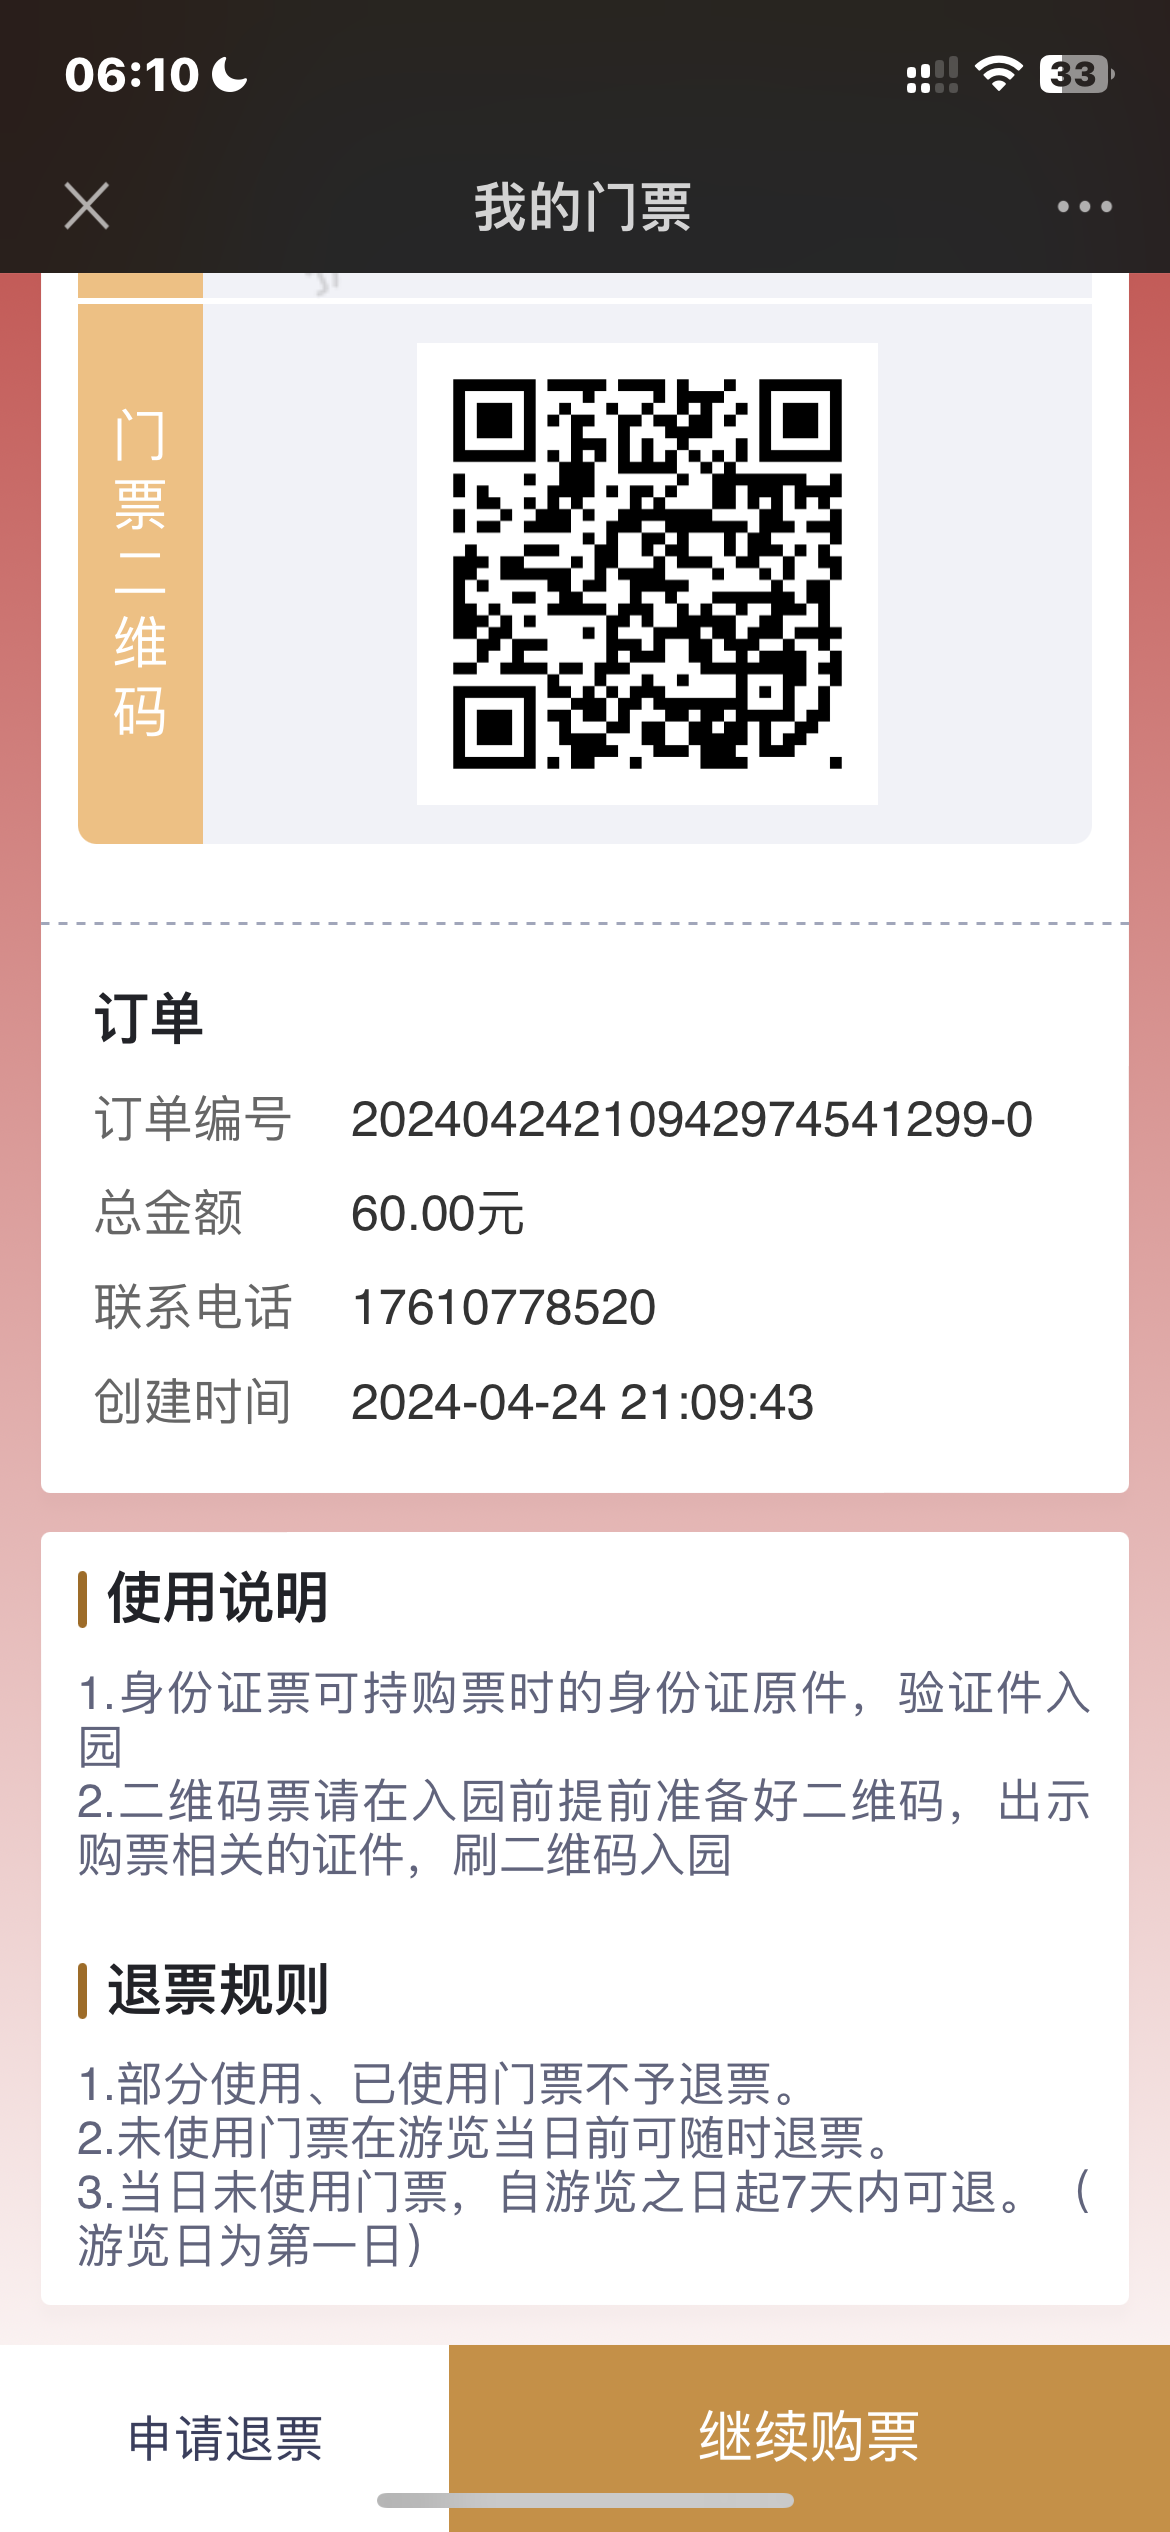 06:10
33
我的门票
门票二维码
订单
订单编号 20240424210942974541299-0
总金额 60.00元
联系电话 17610778520
创建时间 2024-04-24 21:09:43
使用说明
1.身份证票可持购票时的身份证原件，验证件入
园
2.二维码票请在入园前提前准备好二维码，出示
购票相关的证件，刷二维码入园
退票规则
1.部分使用、已使用门票不予退票。
2.未使用门票在游览当日前可随时退票。
3.当日未使用门票，自游览之日起7天内可退。（
游览日为第一日）
申请退票
继续购票